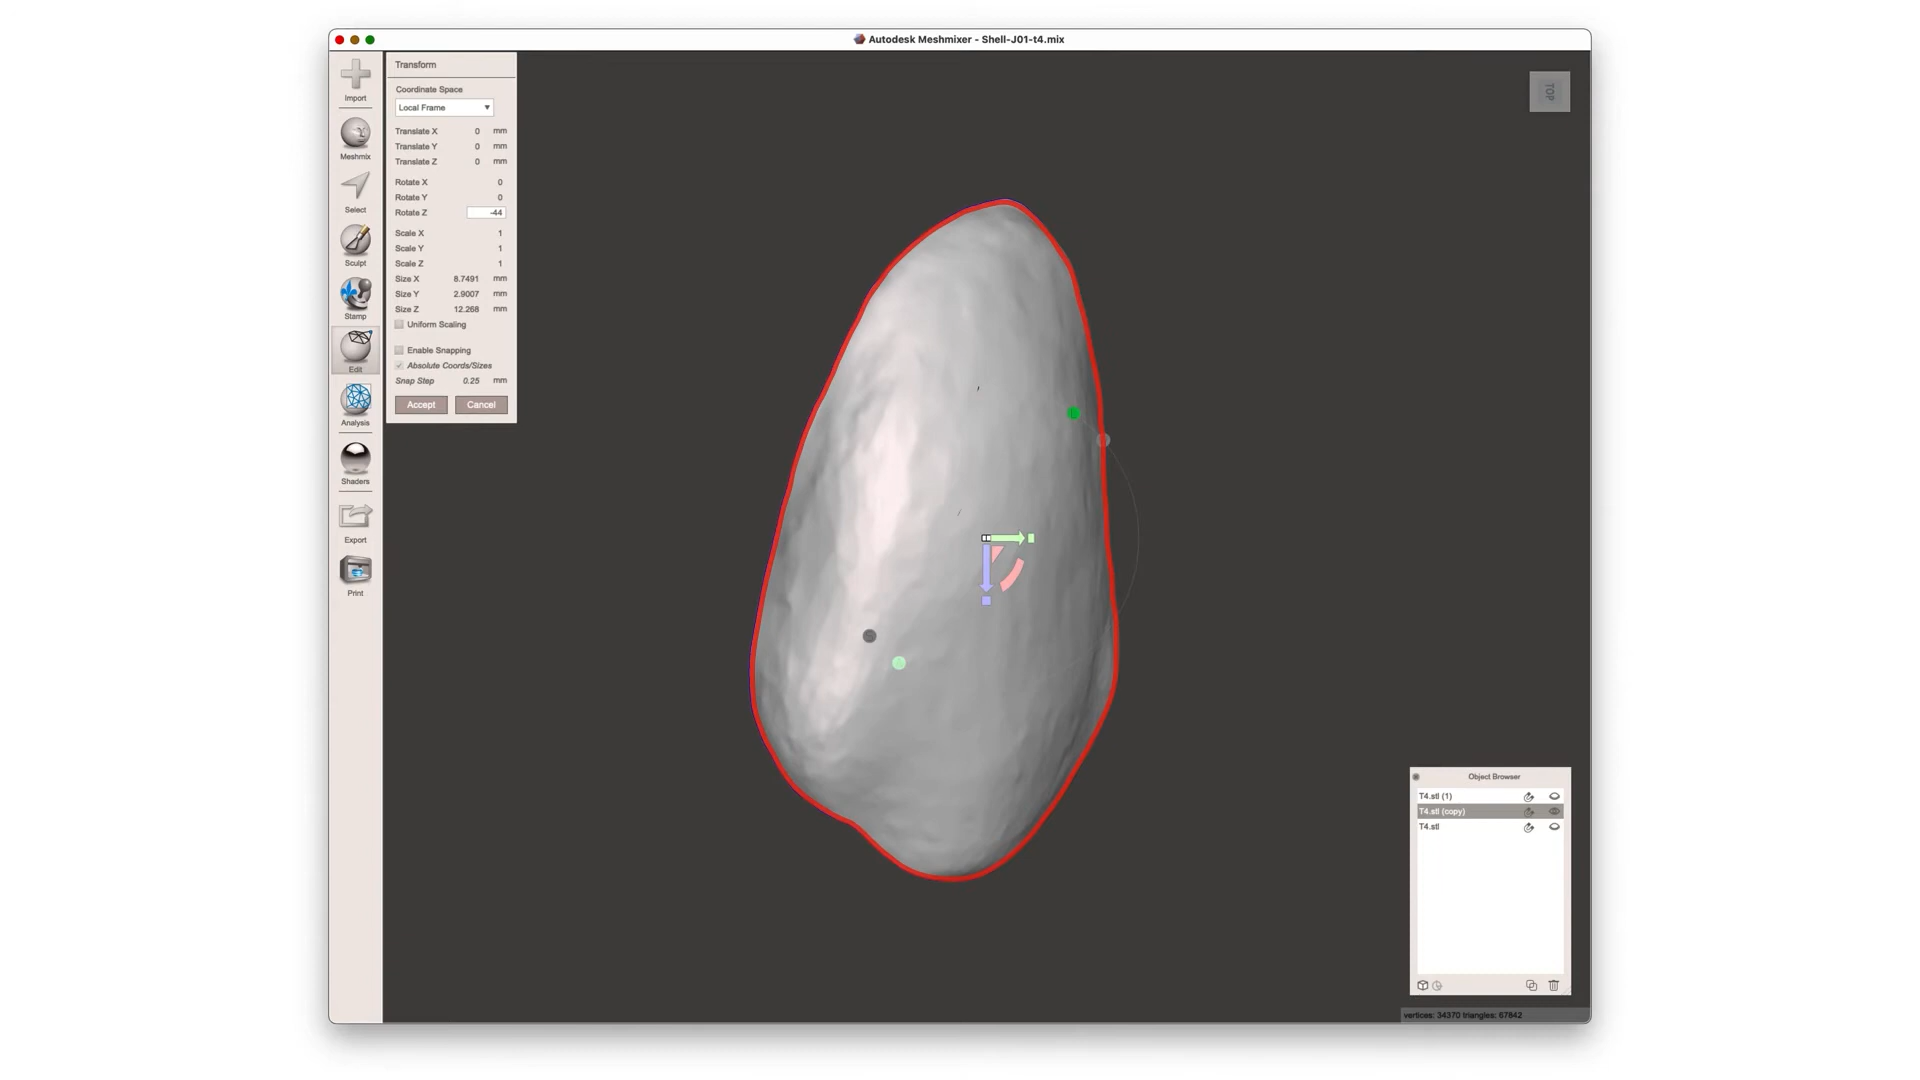 Autodesk Meshmixer - Shell-J01-t4.mix
Import
Meshmix
Select
Sculpt
Stamp
Edit
Analysis
Shaders
Export
Print
Transform
Coordinate Space
Local Frame
Translate X 0 mm
Translate Y 0 mm
Translate Z 0 mm
Rotate X 0
Rotate Y 0
Rotate Z -44
Scale X 1
Scale Y 1
Scale Z 1
Size X 8.7491 mm
Size Y 2.9007 mm
Size Z 12.268 mm
Uniform Scaling
Enable Snapping
Absolute Coords/Sizes
Snap Step 0.25 mm
Accept Cancel
TOP
Object Browser
T4.stl (1)
T4.stl (copy)
T4.stl
vertices: 34370 triangles: 67842